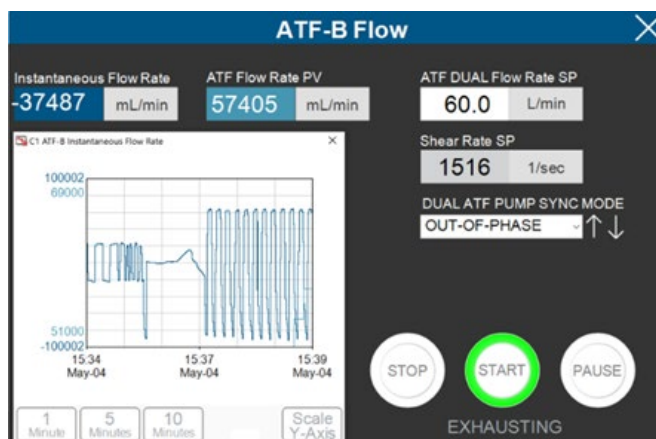 ATF-B Flow
Instantaneous Flow Rate
-37487 mL/min
ATF Flow Rate PV
57405 mL/min
ATF DUAL Flow Rate SP
60.0 L/min
Shear Rate SP
1516 1/sec
DUAL ATF PUMP SYNC MODE
OUT-OF-PHASE
C1 ATF-B Instantaneous Flow Rate
100002
69000
51000
-100002
15:34
May-04
15:37
May-04
15:39
May-04
1
Minute
5
Minutes
10
Minutes
Scale
Y-Axis
STOP
START
PAUSE
EXHAUSTING